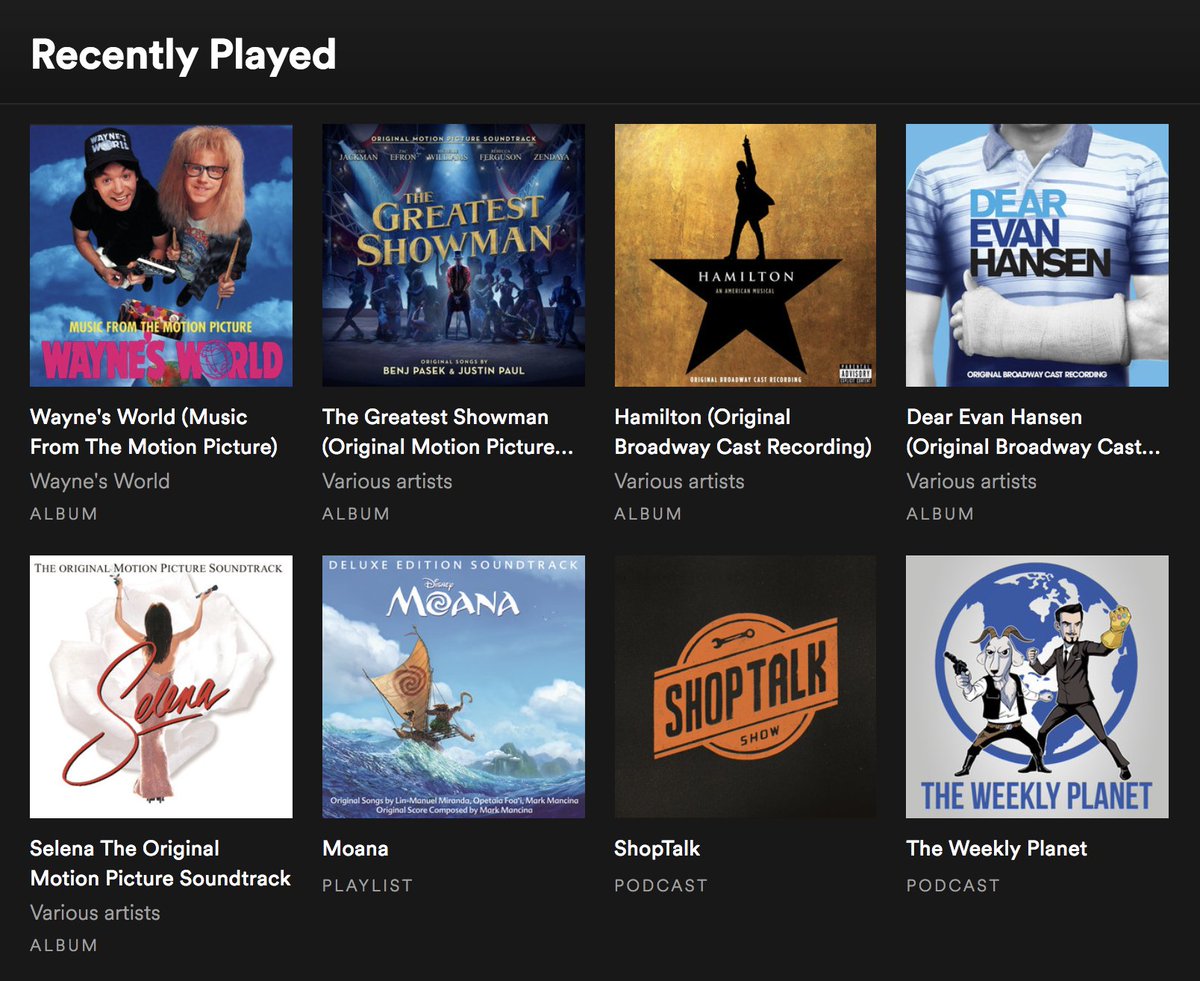 Recently Played
WAYNE'S
WORLD
MUSIC FROM THE MOTION PICTURE
WAYNE'S WORLD
Wayne's World (Music
From The Motion Picture)
Wayne's World
ALBUM
ORIGINAL MOTION PICTURE SOUNDTRACK
JACKMAN EFRON WILLIAMS FERGUSON ZENDAYA
THE
GREATEST
SHOWMAN
ORIGINAL SONGS BY
BENJ PASEK & JUSTIN PAUL
The Greatest Showman
(Original Motion Picture...
Various artists
ALBUM
HAMILTON
AN AMERICAN MUSICAL
ORIGINAL BROADWAY CAST RECORDING
PARENTAL
ADVISORY
EXPLICIT CONTENT
Hamilton (Original
Broadway Cast Recording)
Various artists
ALBUM
DEAR
EVAN
HANSEN
ORIGINAL BROADWAY CAST RECORDING
Dear Evan Hansen
(Original Broadway Cast...
Various artists
ALBUM
THE ORIGINAL MOTION PICTURE SOUNDTRACK
Selena
Selena The Original
Motion Picture Soundtrack
Various artists
ALBUM
DELUXE EDITION SOUNDTRACK
Disney
MOANA
Original Songs by Lin-Manuel Miranda, Opetaia Foa'i, Mark Mancina
Original Score Composed by Mark Mancina
Moana
PLAYLIST
SHOP TALK
SHOW
ShopTalk
PODCAST
THE WEEKLY PLANET
The Weekly Planet
PODCAST